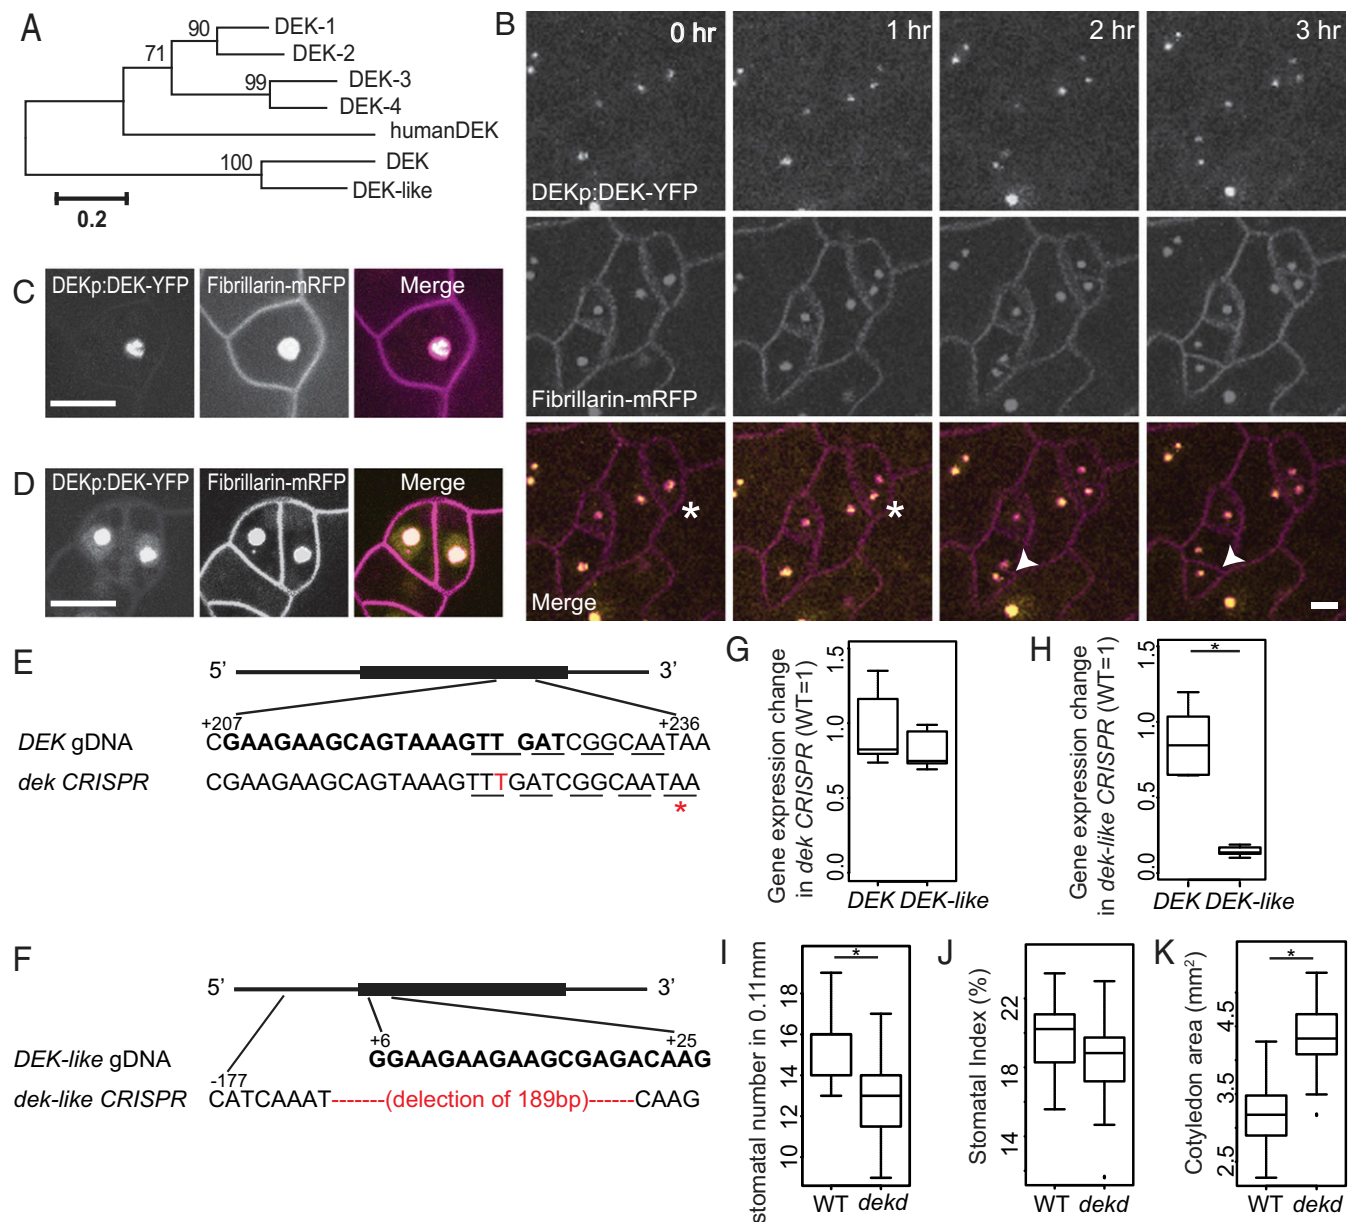 A
90
DEK-1
DEK-2
71
99
DEK-3
DEK-4
humanDEK
100
DEK
DEK-like
0.2
B
0 hr
1 hr
2 hr
3 hr
DEKp:DEK-YFP
Fibrillarin-mRFP
*
*
Merge
C
DEKp:DEK-YFP
Fibrillarin-mRFP
Merge
D
DEKp:DEK-YFP
Fibrillarin-mRFP
Merge
E
5’
3’
+207
+236
DEK gDNA
CGAAGAAGCAGTAAAGTT GATCGGCAATAA
dek CRISPR
CGAAGAAGCAGTAAAGTTTGATCGGCAATAA
*
F
5’
3’
+6
+25
DEK-like gDNA
GGAAGAAGAAGCGAGACAAG
-177
dek-like CRISPR
CATCAAAT-------(delection of 189bp)------CAAG
G
Gene expression change
in dek CRISPR (WT=1)
1.5
1.0
0.5
0.0
DEK DEK-like
H
Gene expression change
in dek-like CRISPR (WT=1)
1.5
1.0
0.5
0.0
*
DEK DEK-like
I
stomatal number in 0.11mm
18
16
14
12
10
*
WT dekd
J
Stomatal Index (%)
22
18
14
WT dekd
K
Cotyledon area (mm²)
4.5
3.5
2.5
*
WT dekd